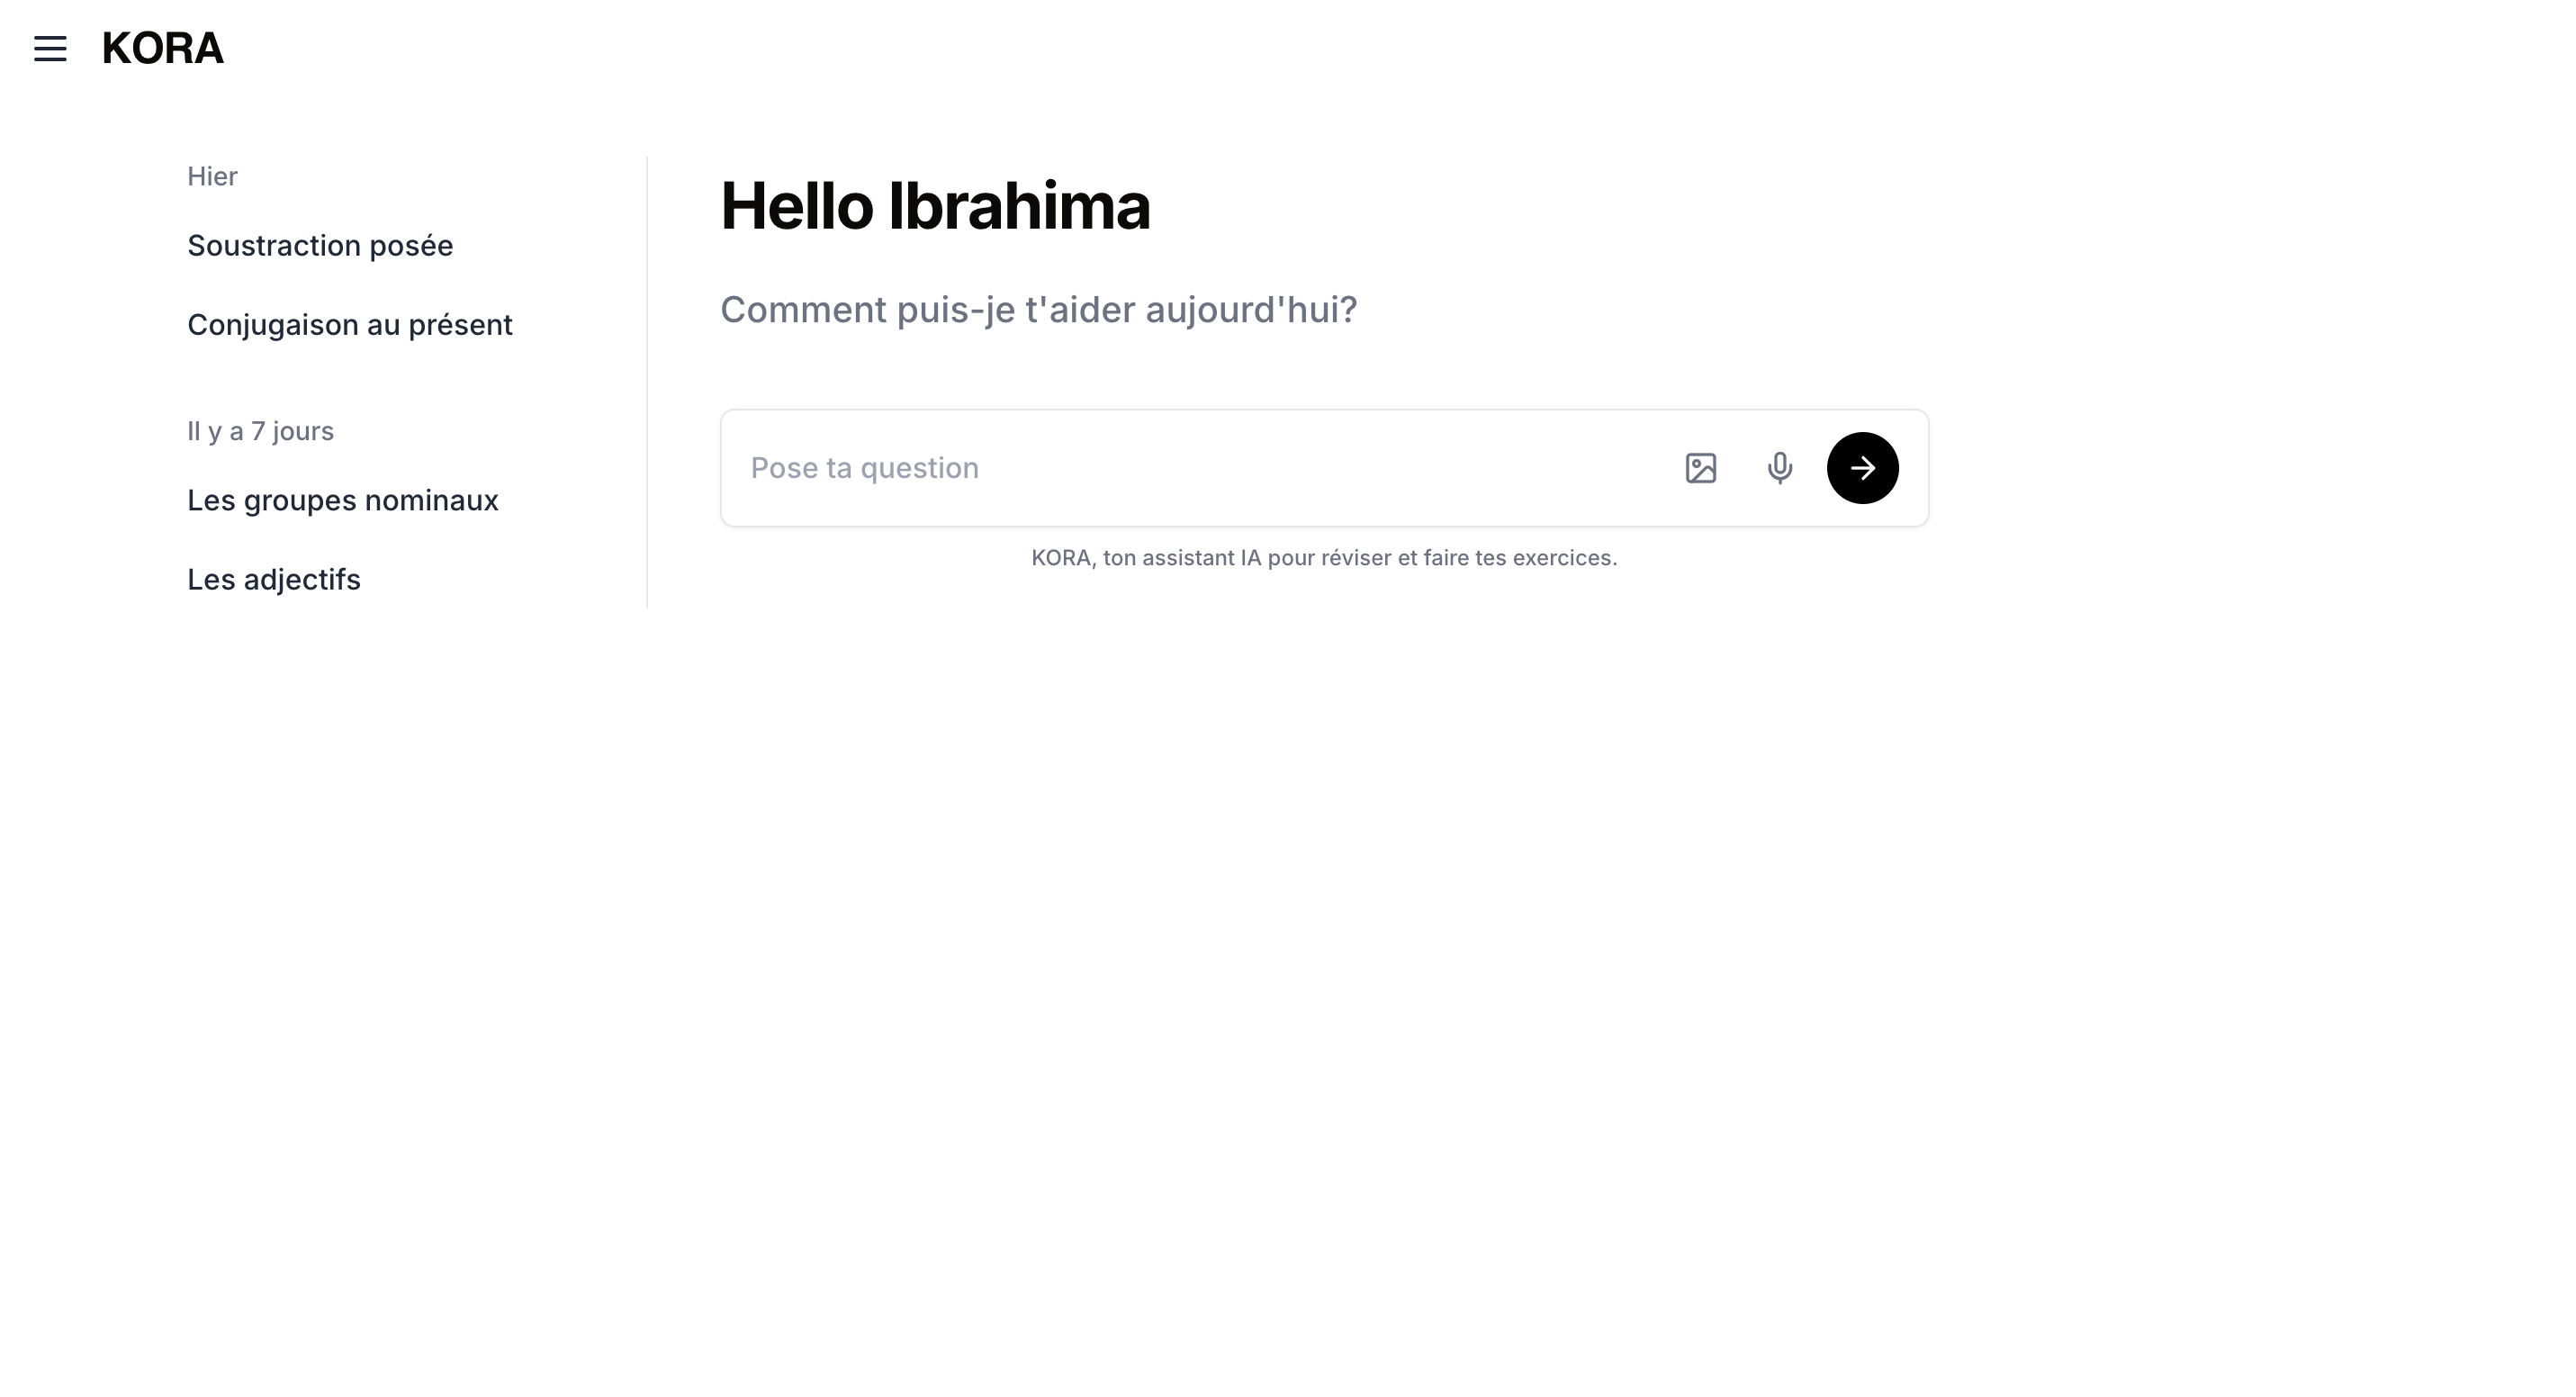 KORA
Hier
Soustraction posée
Conjugaison au présent
Il y a 7 jours
Les groupes nominaux
Les adjectifs
Hello Ibrahima
Comment puis-je t'aider aujourd'hui?
Pose ta question
KORA, ton assistant IA pour réviser et faire tes exercices.